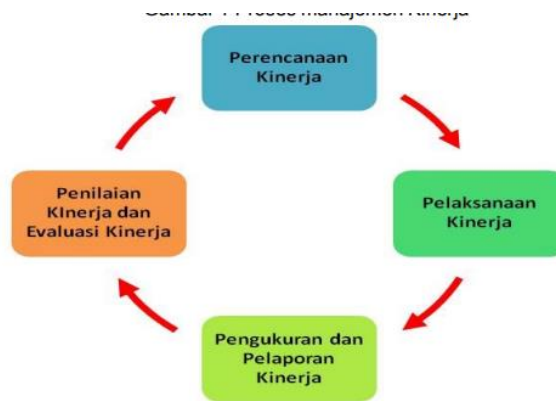 Perencanaan
Kinerja
Pelaksanaan
Kinerja
Pengukuran dan
Pelaporan
Kinerja
Penilaian
KInerja dan
Evaluasi Kinerja